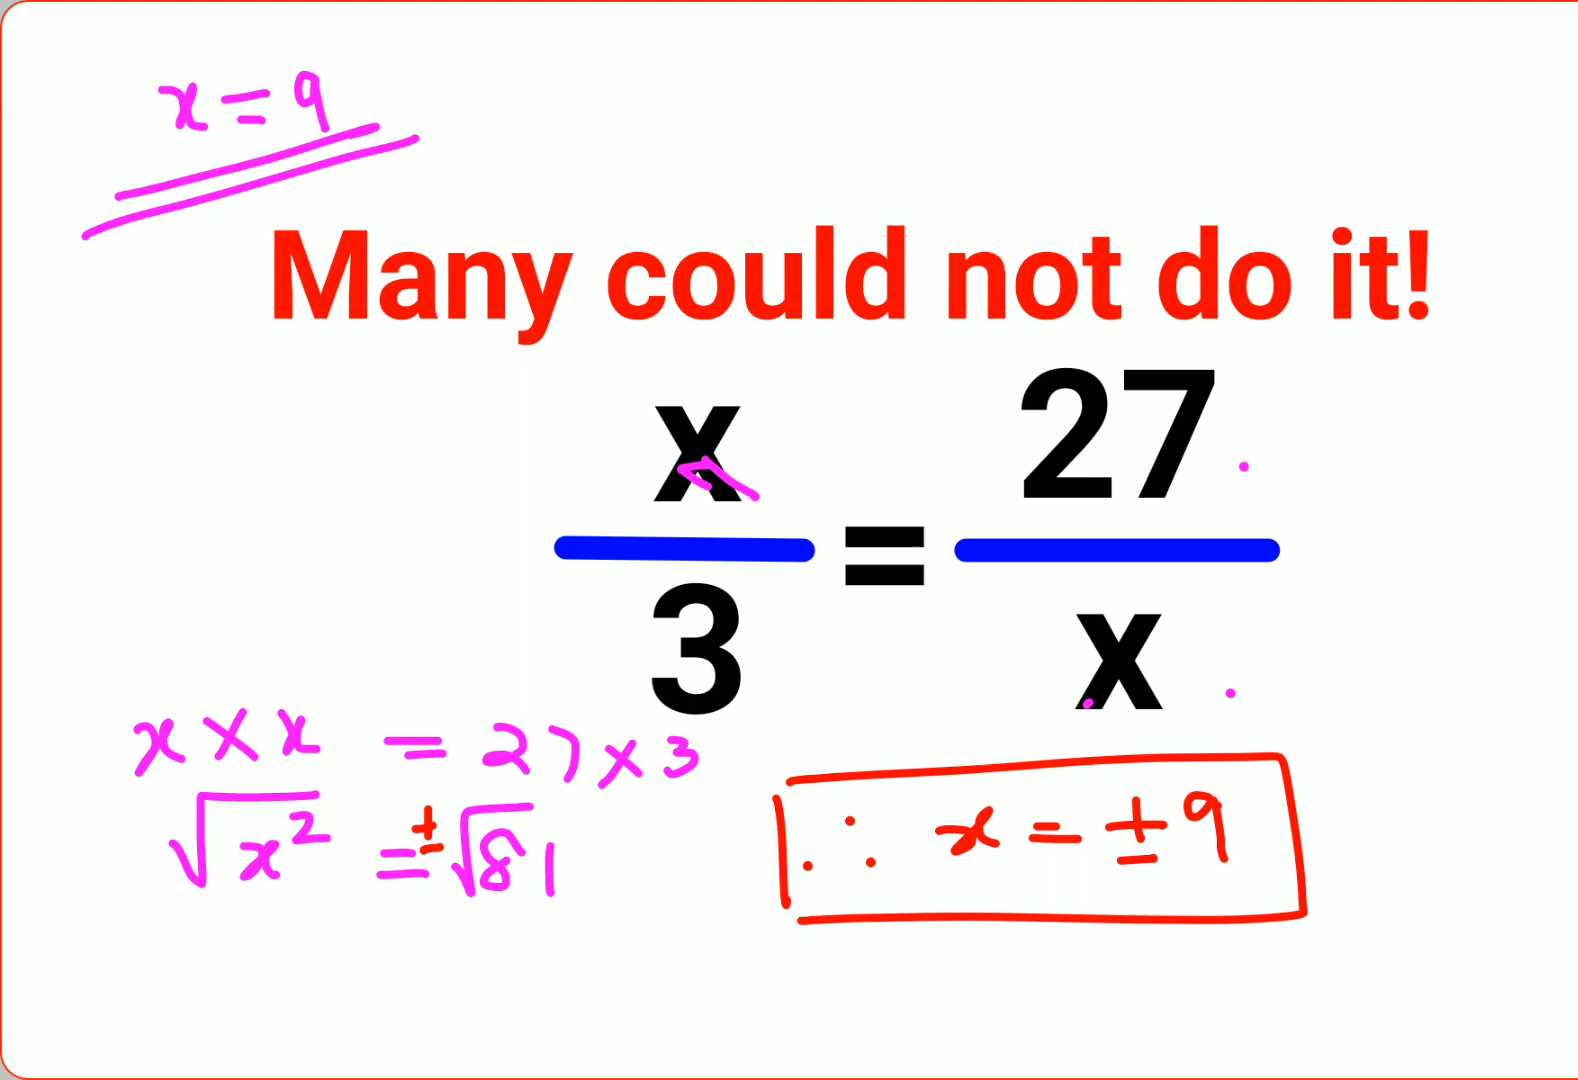 x = 9
Many could not do it!
x/3 = 27/x
x × x = 27 × 3
√x² = ±√81
∴ x = ±9